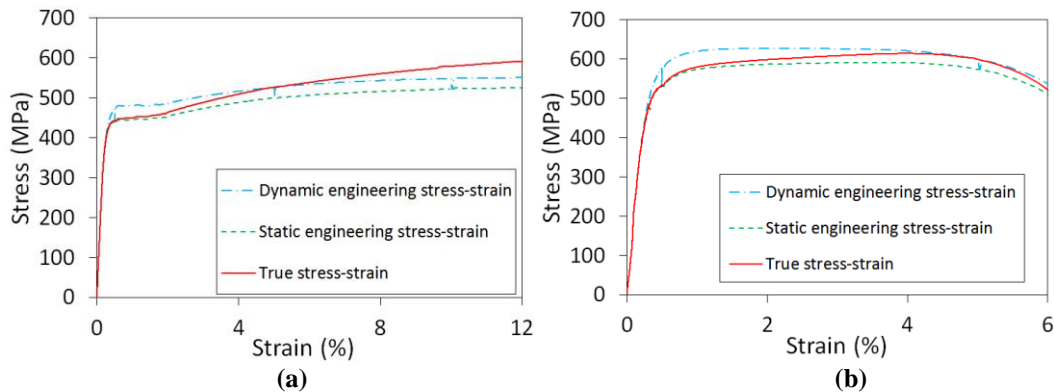 700
600
500
400
300
200
100
0
Stress (MPa)
Dynamic engineering stress-strain
Static engineering stress-strain
True stress-strain
0 4 8 12
Strain (%)
(a)
700
600
500
400
300
200
100
0
Stress (MPa)
Dynamic engineering stress-strain
Static engineering stress-strain
True stress-strain
0 2 4 6
Strain (%)
(b)